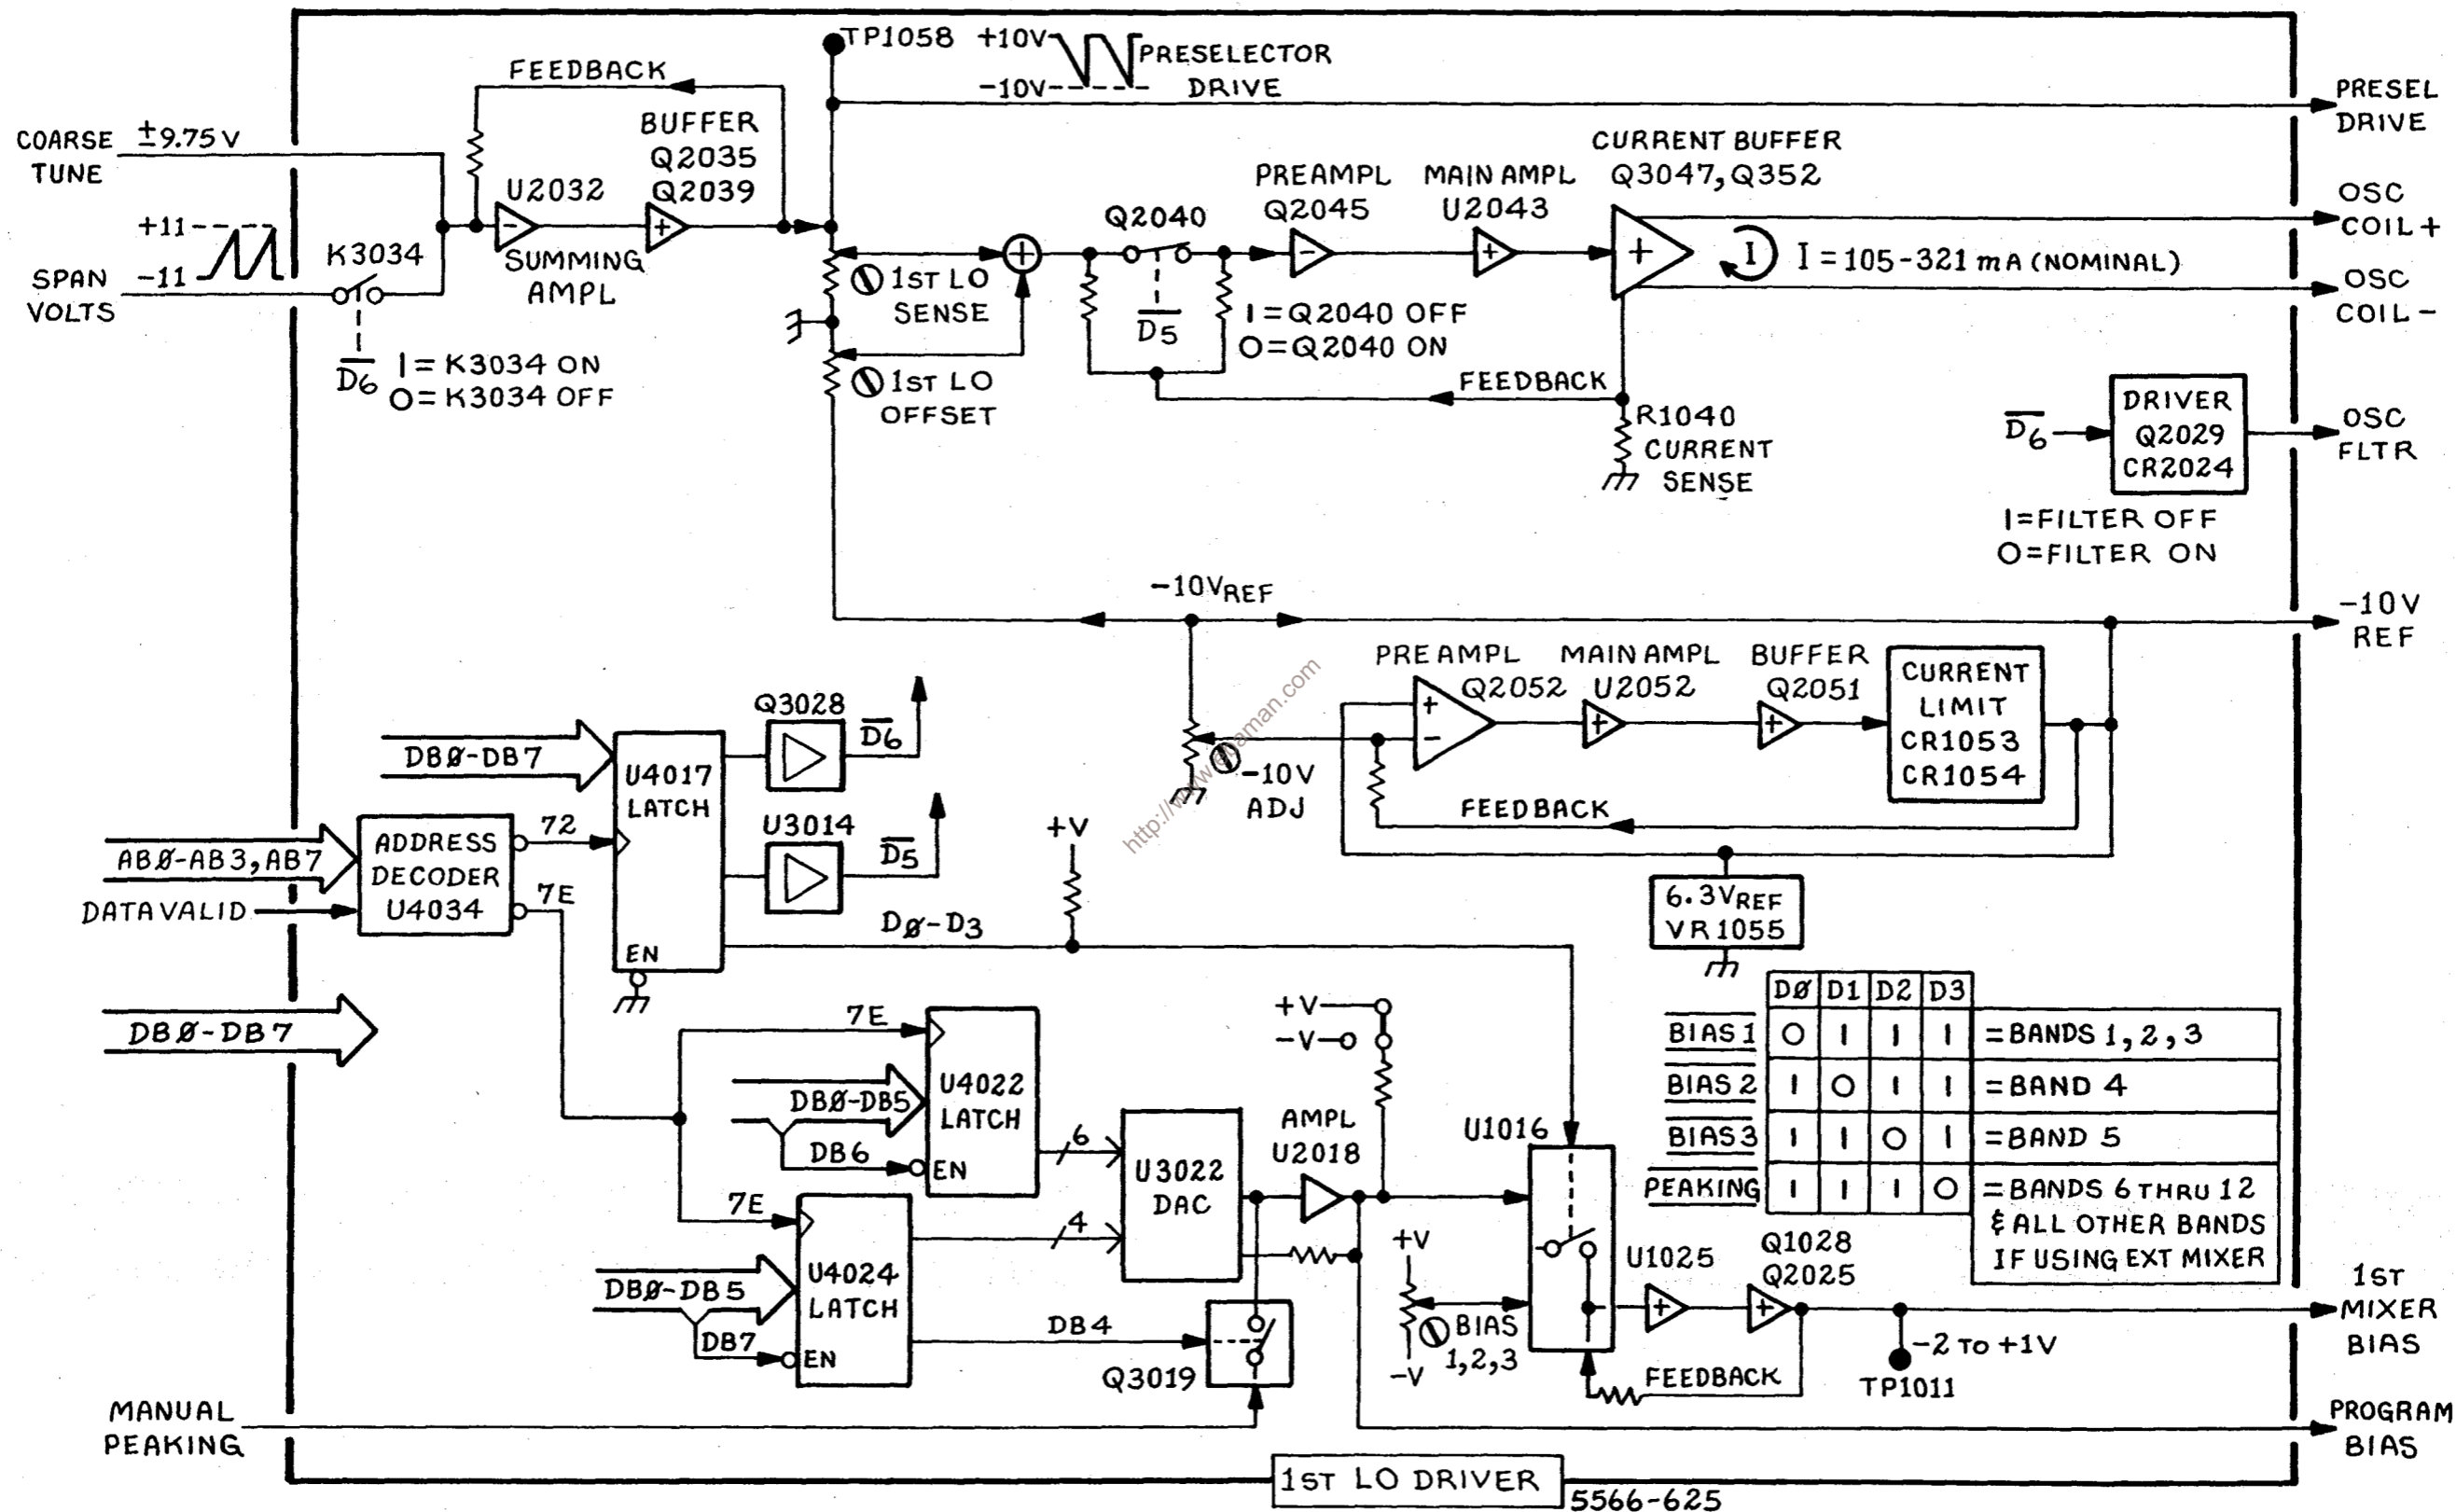 TP1058
+10V
-10V
PRESELECTOR
DRIVE
FEEDBACK
PRESEL
DRIVE
COARSE
TUNE
±9.75V
BUFFER
Q2035
Q2039
U2032
SUMMING
AMPL
+11
-11
SPAN
VOLTS
K3034
D6
1=K3034 ON
0=K3034 OFF
1ST LO
SENSE
1ST LO
OFFSET
+
Q2040
D5
1=Q2040 OFF
0=Q2040 ON
PREAMPL
Q2045
MAIN AMPL
U2043
CURRENT BUFFER
Q3047, Q352
I
I=105-321 mA (NOMINAL)
OSC
COIL+
OSC
COIL-
FEEDBACK
R1040
CURRENT
SENSE
D6
DRIVER
Q2029
CR2024
OSC
FLTR
1=FILTER OFF
0=FILTER ON
-10VREF
-10V
REF
PREAMPL
Q2052
MAIN AMPL
U2052
BUFFER
Q2051
CURRENT
LIMIT
CR1053
CR1054
-10V
ADJ
FEEDBACK
6.3VREF
VR1055
DBØ-DB7
U4017
LATCH
EN
Q3028
D6
U3014
D5
ABØ-AB3, AB7
DATA VALID
ADDRESS
DECODER
U4034
72
7E
+V
DØ-D3
DBØ-DB7
7E
U4022
LATCH
EN
DBØ-DB5
DB6
6
7E
U4024
LATCH
EN
DBØ-DB5
DB7
4
DB4
U3022
DAC
Q3019
MANUAL
PEAKING
AMPL
U2018
+V
-V
U1016
+V
-V
BIAS
1,2,3
U1025
Q1028
Q2025
FEEDBACK
TP1011
-2 TO +1V
1ST
MIXER
BIAS
PROGRAM
BIAS
DØ D1 D2 D3
BIAS 1 0 1 1 1 =BANDS 1, 2, 3
BIAS 2 1 0 1 1 =BAND 4
BIAS 3 1 1 0 1 =BAND 5
PEAKING 1 1 1 0 =BANDS 6 THRU 12
& ALL OTHER BANDS
IF USING EXT MIXER
1ST LO DRIVER
5566-625